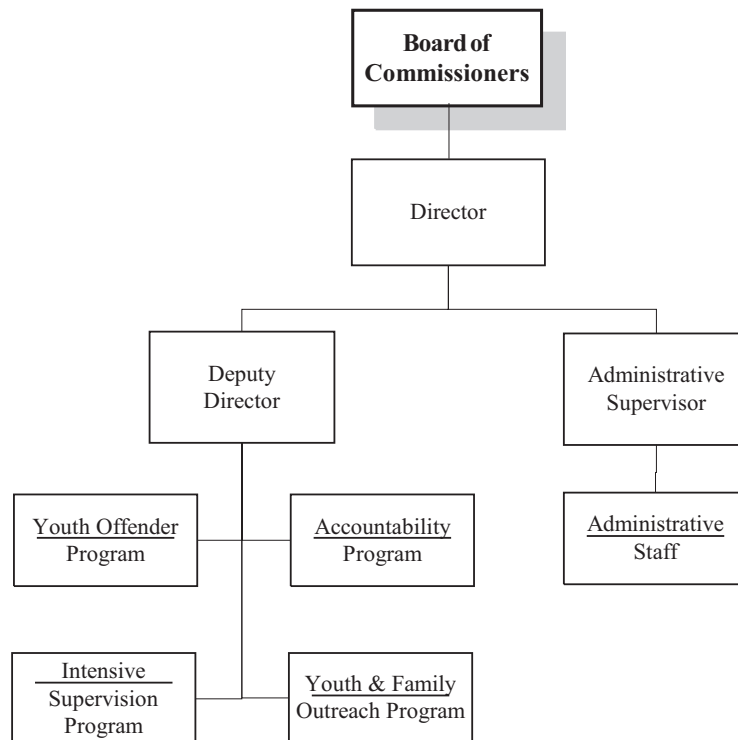 Board of
Commissioners
Director
Deputy
Director
Administrative
Supervisor
Youth Offender
Program
Accountability
Program
Administrative
Staff
Intensive
Supervision
Program
Youth & Family
Outreach Program